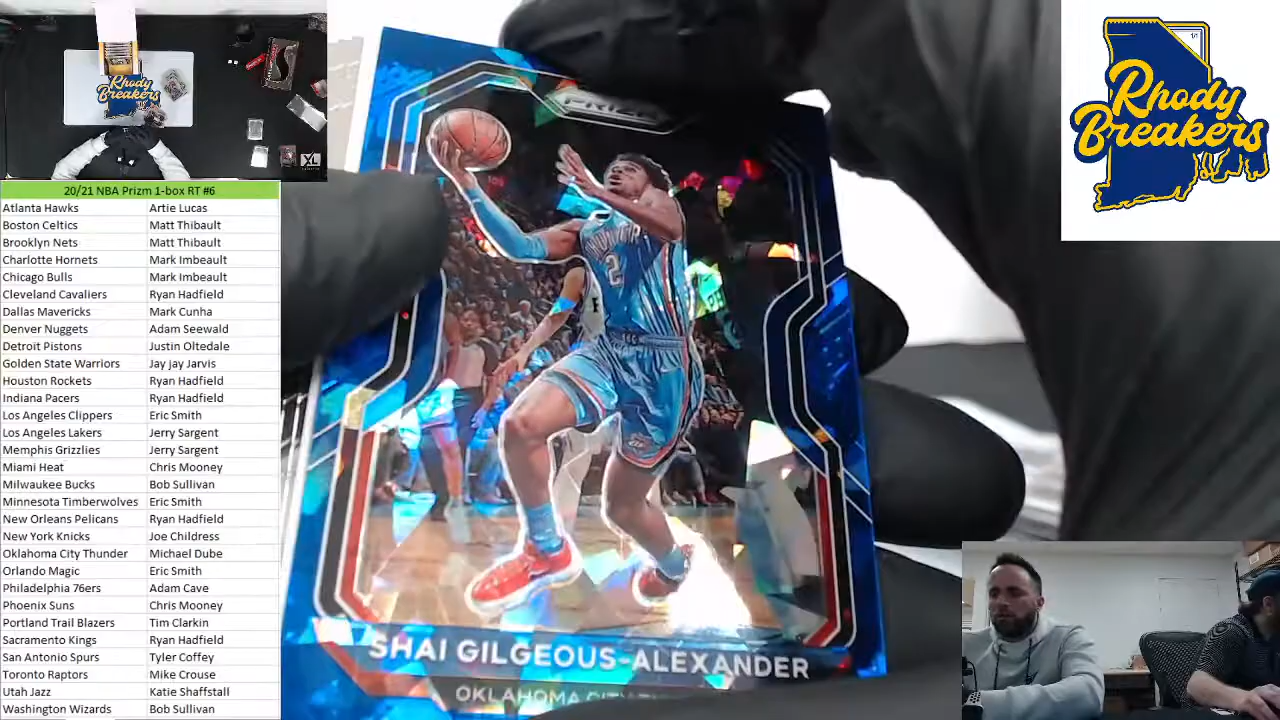 Rhody
Breakers
XL
20/21 NBA Prizm 1-box RT #6
Atlanta Hawks Artie Lucas
Boston Celtics Matt Thibault
Brooklyn Nets Matt Thibault
Charlotte Hornets Mark Imbeault
Chicago Bulls Mark Imbeault
Cleveland Cavaliers Ryan Hadfield
Dallas Mavericks Mark Cunha
Denver Nuggets Adam Seewald
Detroit Pistons Justin Oltedale
Golden State Warriors Jay jay Jarvis
Houston Rockets Ryan Hadfield
Indiana Pacers Ryan Hadfield
Los Angeles Clippers Eric Smith
Los Angeles Lakers Jerry Sargent
Memphis Grizzlies Jerry Sargent
Miami Heat Chris Mooney
Milwaukee Bucks Bob Sullivan
Minnesota Timberwolves Eric Smith
New Orleans Pelicans Ryan Hadfield
New York Knicks Joe Childress
Oklahoma City Thunder Michael Dube
Orlando Magic Eric Smith
Philadelphia 76ers Adam Cave
Phoenix Suns Chris Mooney
Portland Trail Blazers Tim Clarkin
Sacramento Kings Ryan Hadfield
San Antonio Spurs Tyler Coffey
Toronto Raptors Mike Crouse
Utah Jazz Katie Shaffstall
Washington Wizards Bob Sullivan
PRIZM
2
SHAI GILGEOUS-ALEXANDER
OKLAHOMA CITY
1/1
Rhody
Breakers